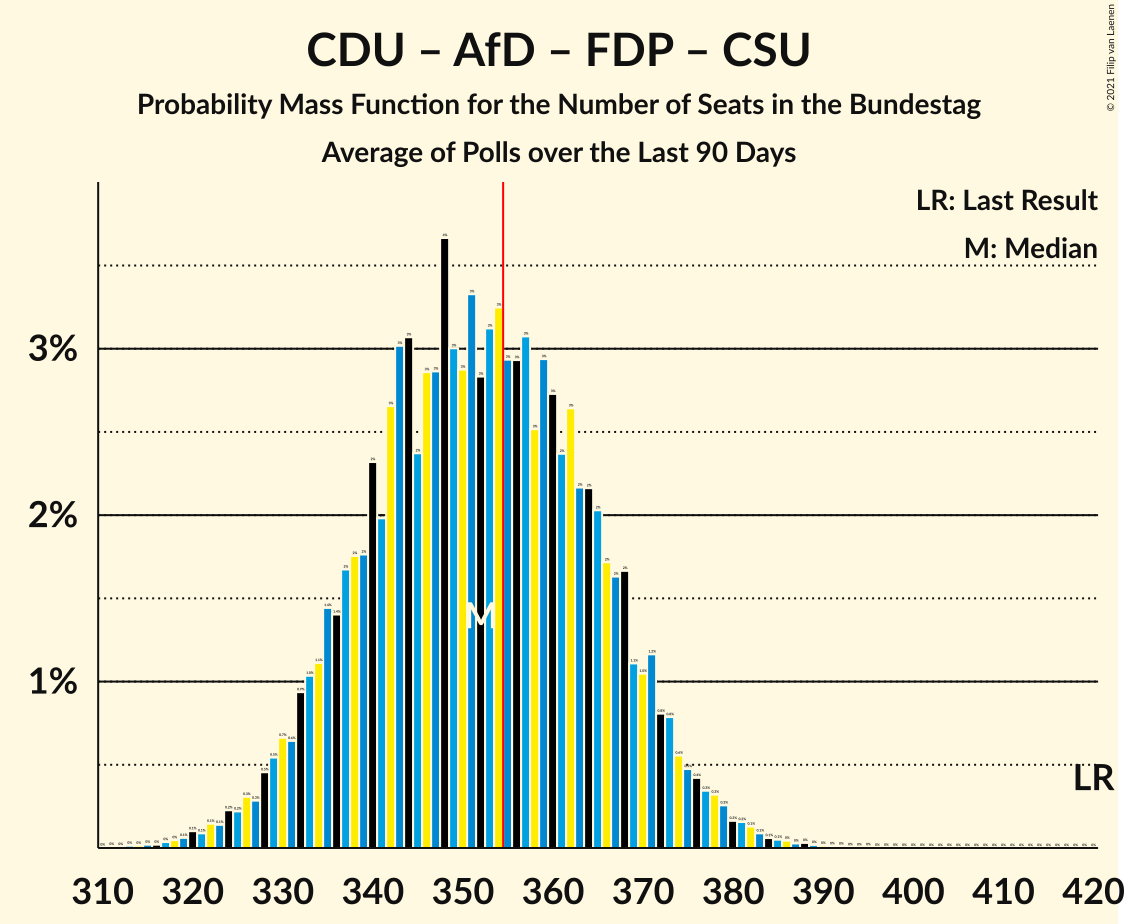 CDU – AfD – FDP – CSU
Probability Mass Function for the Number of Seats in the Bundestag
Average of Polls over the Last 90 Days
© 2021 Filip van Laenen
LR: Last Result
M: Median
3%
2%
1%
M
LR
310 320 330 340 350 360 370 380 390 400 410 420